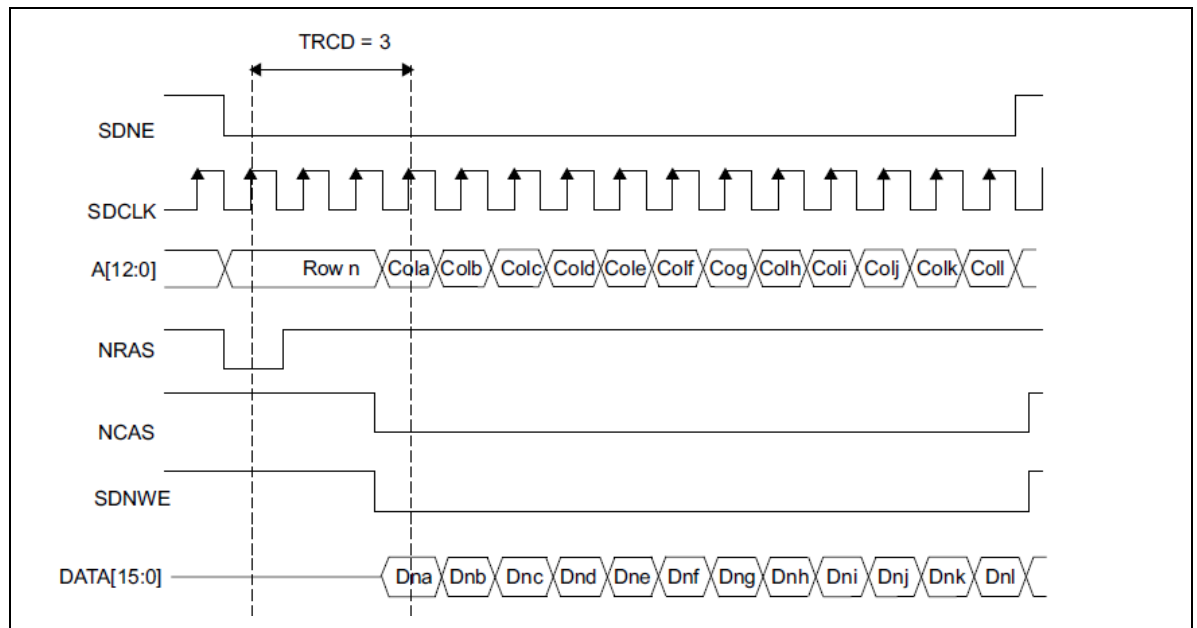 TRCD = 3
SDNE
SDCLK
A[12:0] Row n Cola Colb Colc Cold Cole Colf Cog Colh Coli Colj Colk Coll
NRAS
NCAS
SDNWE
DATA[15:0] Dna Dnb Dnc Dnd Dne Dnf Dng Dnh Dni Dnj Dnk Dnl